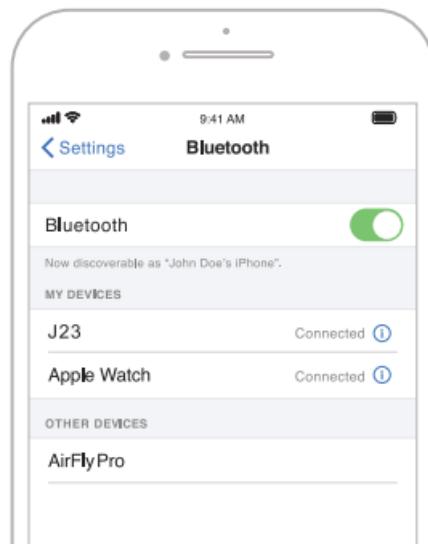 9:41 AM
Settings
Bluetooth
Bluetooth
Now discoverable as “John Doe's iPhone”.
MY DEVICES
J23 Connected
Apple Watch Connected
OTHER DEVICES
AirFly Pro